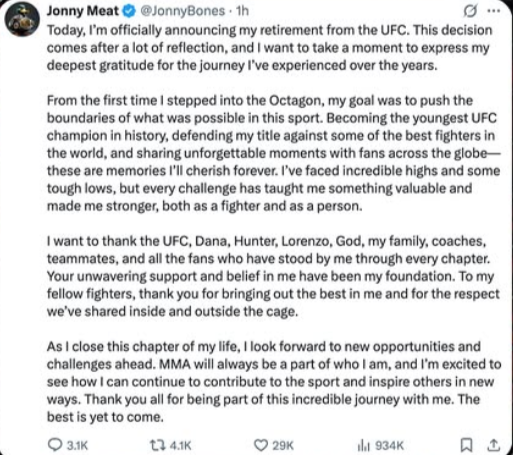 Jonny Meat @JonnyBones · 1h
Today, I'm officially announcing my retirement from the UFC. This decision
comes after a lot of reflection, and I want to take a moment to express my
deepest gratitude for the journey I've experienced over the years.
From the first time I stepped into the Octagon, my goal was to push the
boundaries of what was possible in this sport. Becoming the youngest UFC
champion in history, defending my title against some of the best fighters in
the world, and sharing unforgettable moments with fans across the globe—
these are memories I'll cherish forever. I've faced incredible highs and some
tough lows, but every challenge has taught me something valuable and
made me stronger, both as a fighter and as a person.
I want to thank the UFC, Dana, Hunter, Lorenzo, God, my family, coaches,
teammates, and all the fans who have stood by me through every chapter.
Your unwavering support and belief in me have been my foundation. To my
fellow fighters, thank you for bringing out the best in me and for the respect
we've shared inside and outside the cage.
As I close this chapter of my life, I look forward to new opportunities and
challenges ahead. MMA will always be a part of who I am, and I'm excited to
see how I can continue to contribute to the sport and inspire others in new
ways. Thank you all for being part of this incredible journey with me. The
best is yet to come.
3.1K 4.1K 29K 934K